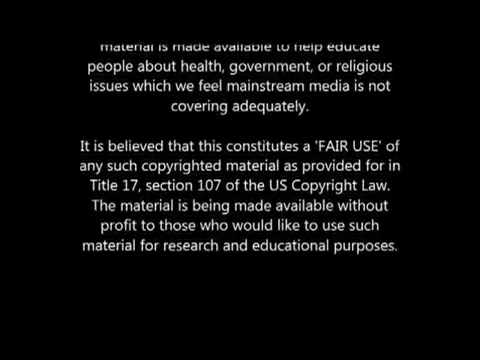 material is made available to help educate
people about health, government, or religious
issues which we feel mainstream media is not
covering adequately.
It is believed that this constitutes a 'FAIR USE' of
any such copyrighted material as provided for in
Title 17, section 107 of the US Copyright Law.
The material is being made available without
profit to those who would like to use such
material for research and educational purposes.